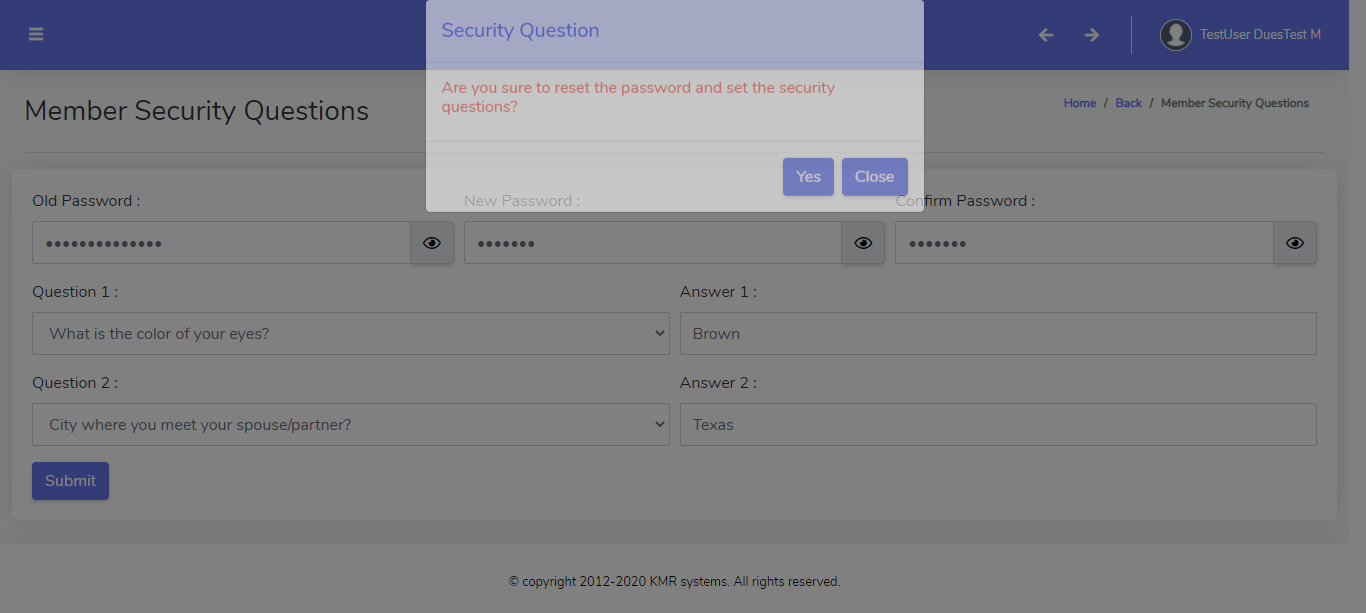 Security Question
TestUser DuesTest M
Are you sure to reset the password and set the security
questions?
Yes Close
Member Security Questions
Home / Back / Member Security Questions
Old Password :
New Password :
Confirm Password :
••••••••••••••
•••••••
•••••••
Question 1 :
Answer 1 :
What is the color of your eyes?
Brown
Question 2 :
Answer 2 :
City where you meet your spouse/partner?
Texas
Submit
© copyright 2012-2020 KMR systems. All rights reserved.